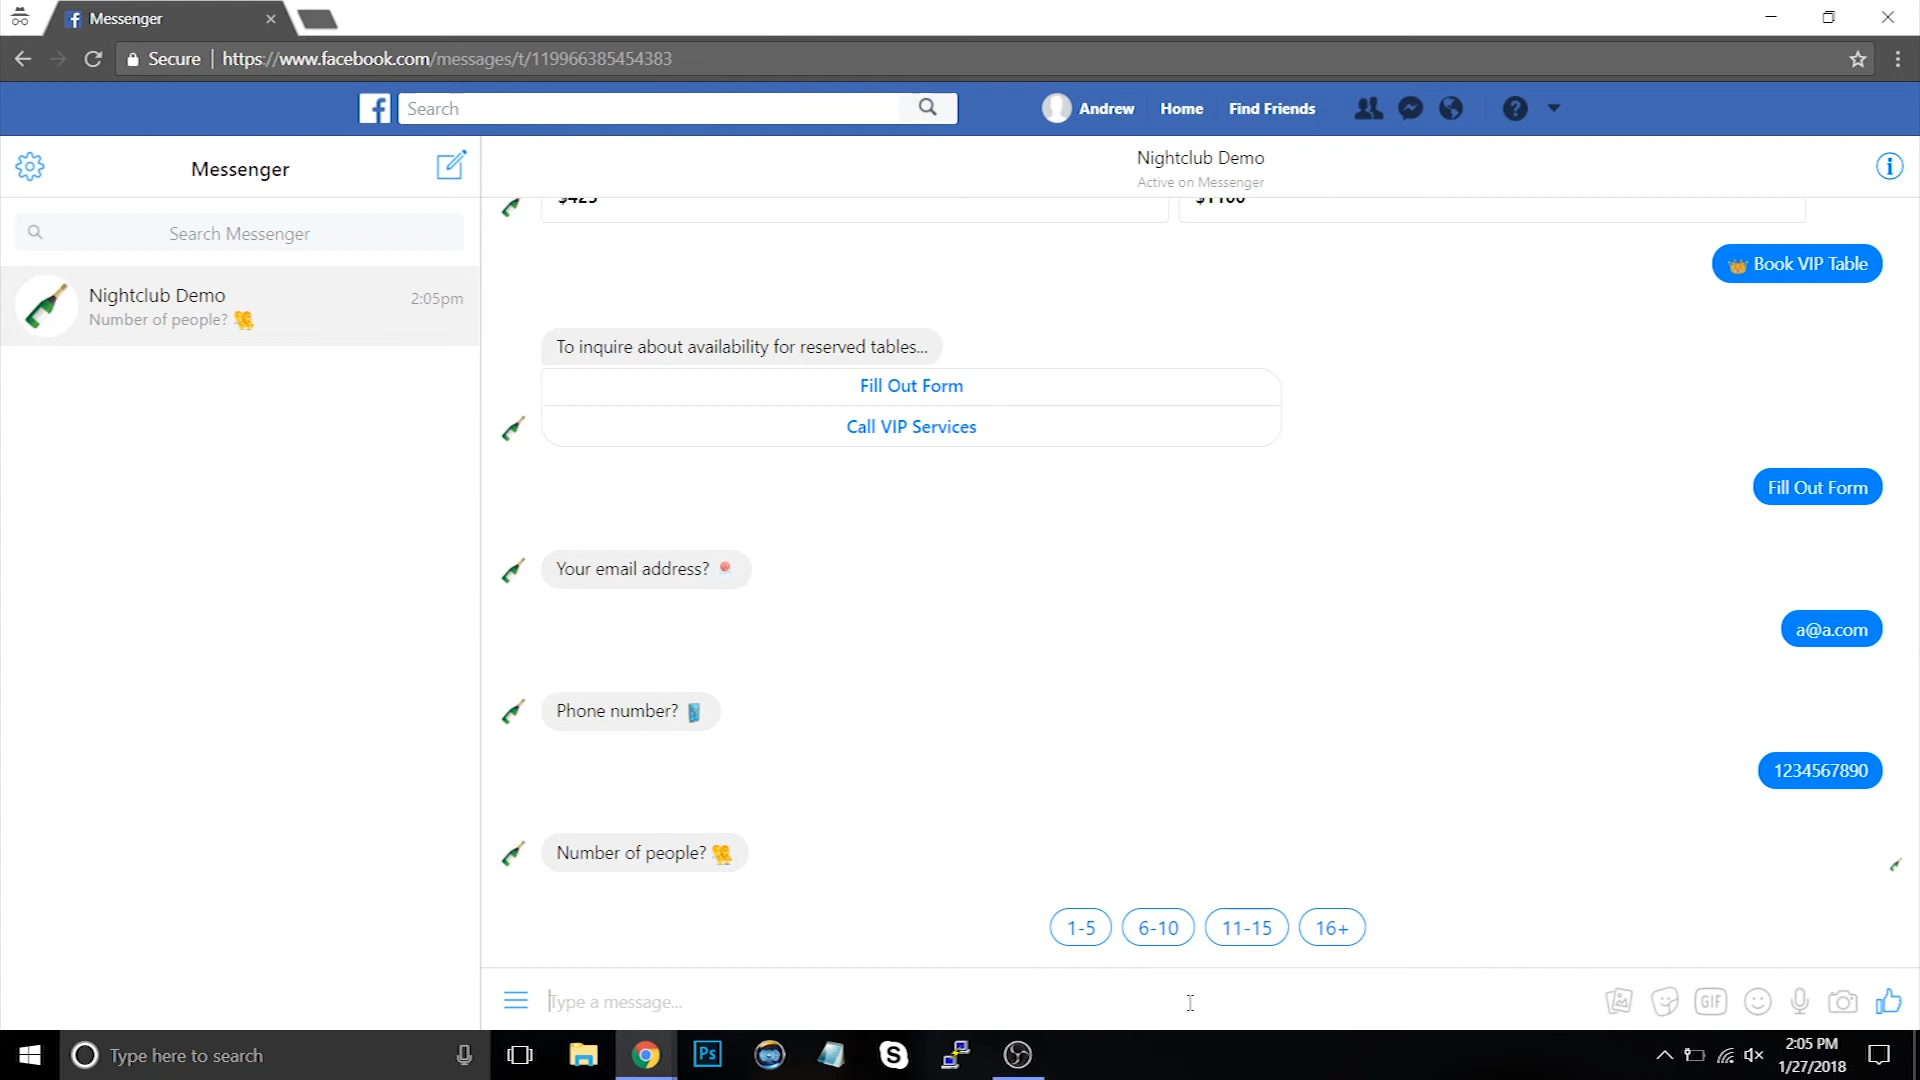 Messenger
Secure
https://www.facebook.com/messages/t/119966385454383
Search
Andrew
Home
Find Friends
Messenger
Nightclub Demo
Active on Messenger
Search Messenger
Nightclub Demo
2:05pm
Number of people?
$425
$1100
Book VIP Table
To inquire about availability for reserved tables...
Fill Out Form
Call VIP Services
Fill Out Form
Your email address?
a@a.com
Phone number?
1234567890
Number of people?
1-5
6-10
11-15
16+
Type a message...
GIF
Type here to search
Ps
2:05 PM
1/27/2018